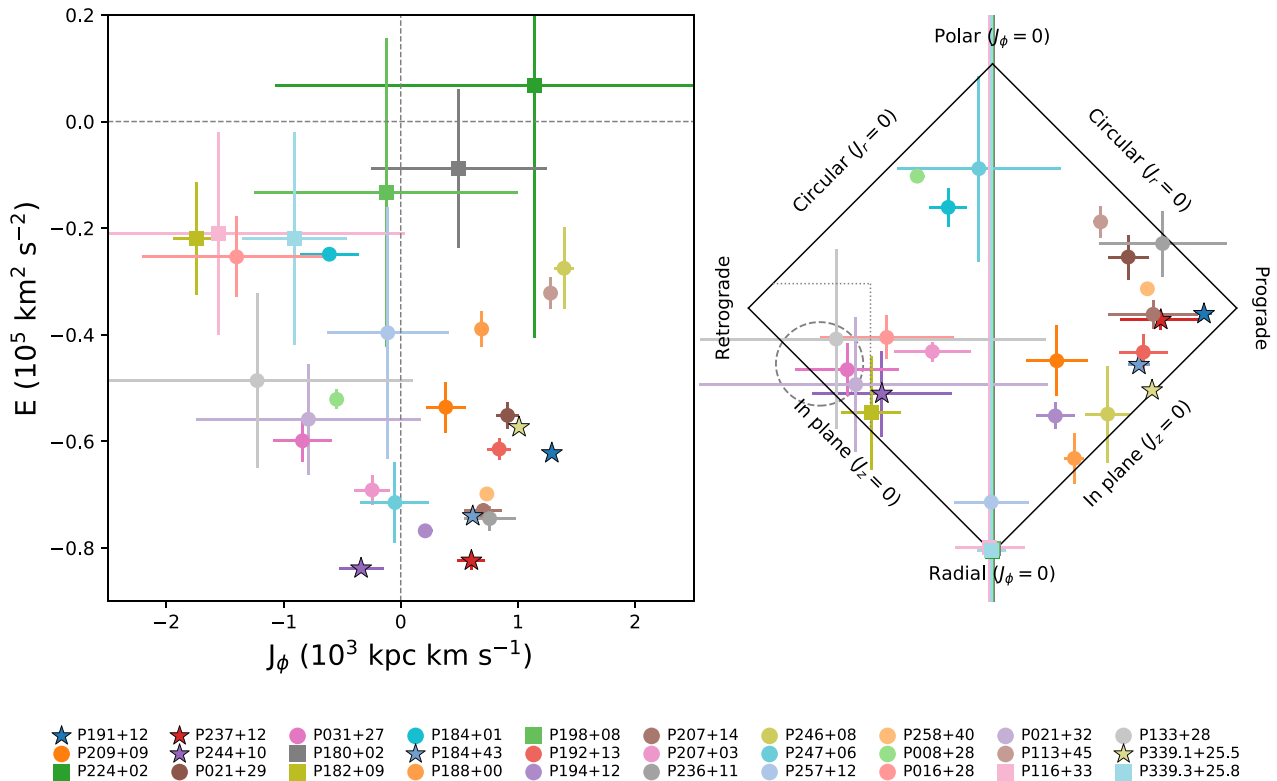 0.2
0.0
−0.2
−0.4
−0.6
−0.8
E (10⁵ km² s⁻²)
−2 −1 0 1 2
J_ϕ (10³ kpc km s⁻¹)
Polar (J_ϕ = 0)
Circular (J_r = 0)
Circular (J_r = 0)
Retrograde
Prograde
In plane (J_z = 0)
In plane (J_z = 0)
Radial (J_ϕ = 0)
P191+12 P237+12 P031+27 P184+01 P198+08 P207+14 P246+08 P258+40 P021+32 P133+28
P209+09 P244+10 P180+02 P184+43 P192+13 P207+03 P247+06 P008+28 P113+45 P339.1+25.5
P224+02 P021+29 P182+09 P188+00 P194+12 P236+11 P257+12 P016+28 P116+33 P339.3+25.8